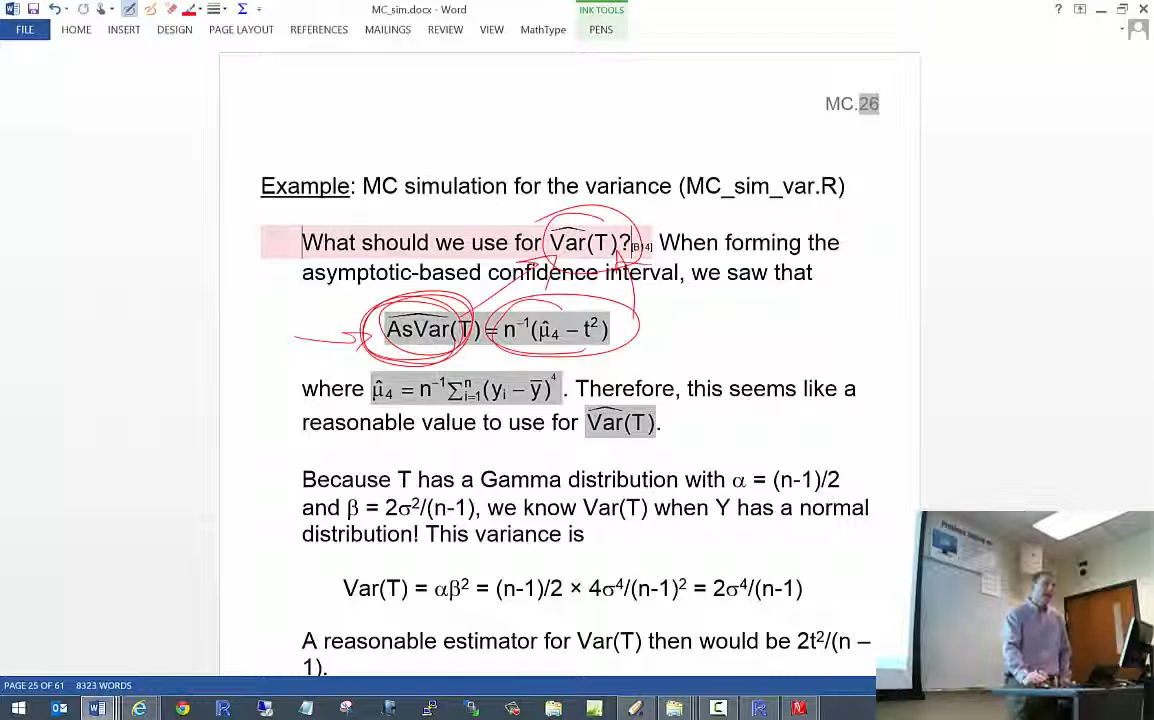 MC_sim.docx - Word
INK TOOLS
FILE
HOME
INSERT
DESIGN
PAGE LAYOUT
REFERENCES
MAILINGS
REVIEW
VIEW
MathType
PENS
MC.26
Example: MC simulation for the variance (MC_sim_var.R)
What should we use for V̂ar(T)?[B14] When forming the
asymptotic-based confidence interval, we saw that
ÂsVar(T) = n⁻¹(μ̂₄ − t²)
where μ̂₄ = n⁻¹∑ⁿᵢ₌₁(yᵢ − ȳ)⁴. Therefore, this seems like a
reasonable value to use for V̂ar(T).
Because T has a Gamma distribution with α = (n-1)/2
and β = 2σ²/(n-1), we know Var(T) when Y has a normal
distribution! This variance is
Var(T) = αβ² = (n-1)/2 × 4σ⁴/(n-1)² = 2σ⁴/(n-1)
A reasonable estimator for Var(T) then would be 2t²/(n –
1).
PAGE 25 OF 61 8323 WORDS